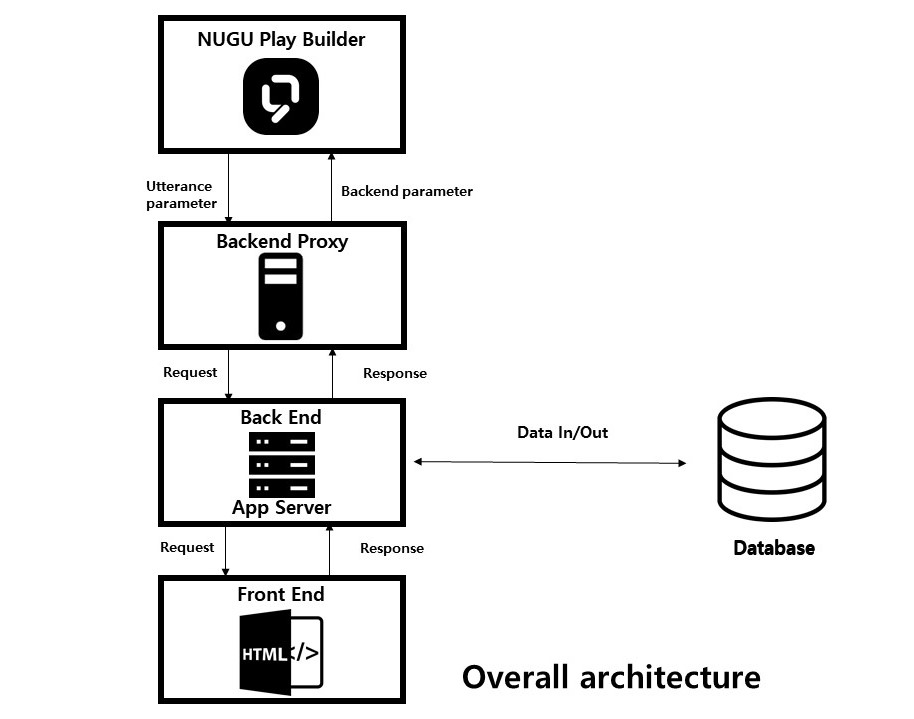 NUGU Play Builder
Utterance
parameter
Backend parameter
Backend Proxy
Request
Response
Back End
App Server
Data In/Out
Database
Request
Response
Front End
HTML </>
Overall architecture